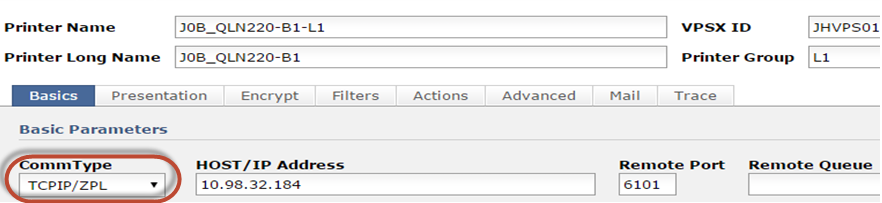 Printer Name J0B_QLN220-B1-L1 VPSX ID JHVPS01
Printer Long Name J0B_QLN220-B1 Printer Group L1
Basics Presentation Encrypt Filters Actions Advanced Mail Trace
Basic Parameters
CommType HOST/IP Address Remote Port Remote Queue
TCPIP/ZPL 10.98.32.184 6101